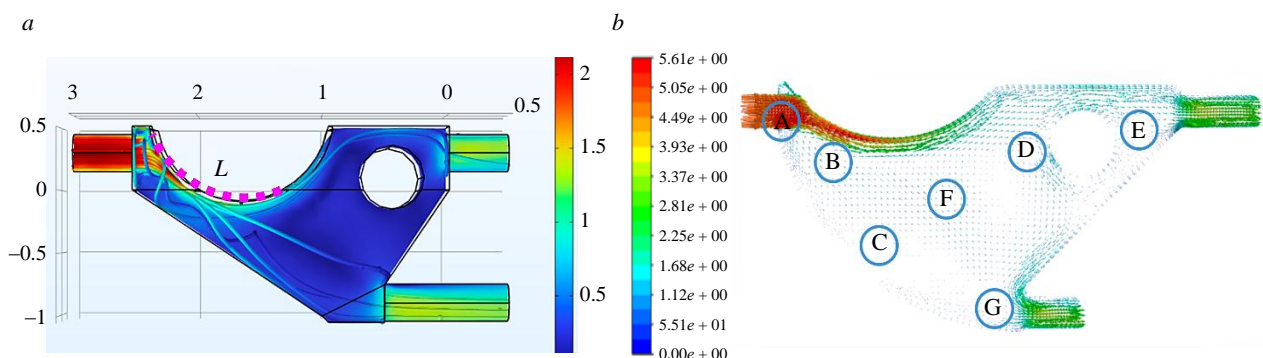 a
b
3 2 1 0 0.5
0.5
0
−0.5
−1
L
2
1.5
1
0.5
5.61e + 00
5.05e + 00
4.49e + 00
3.93e + 00
3.37e + 00
2.81e + 00
2.25e + 00
1.68e + 00
1.12e + 00
5.51e + 01
0.00e + 00
A
B
C
D
E
F
G